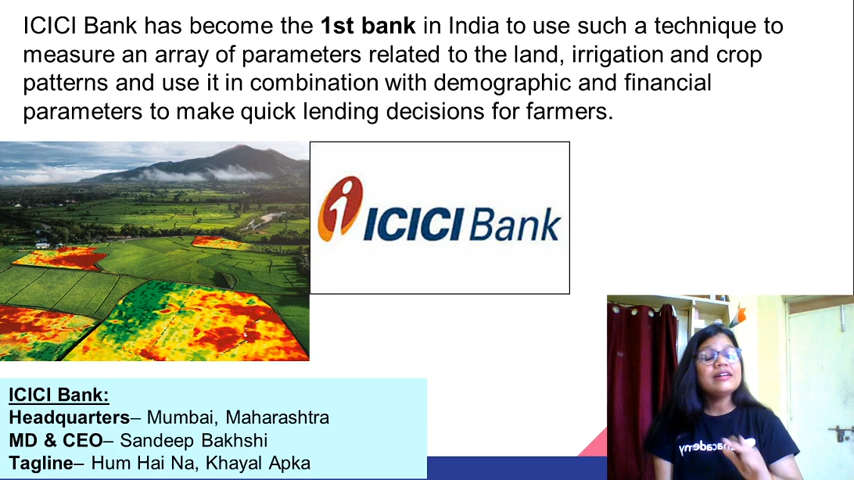 ICICI Bank has become the 1st bank in India to use such a technique to
measure an array of parameters related to the land, irrigation and crop
patterns and use it in combination with demographic and financial
parameters to make quick lending decisions for farmers.
i ICICI Bank
ICICI Bank:
Headquarters– Mumbai, Maharashtra
MD & CEO– Sandeep Bakhshi
Tagline– Hum Hai Na, Khayal Apka